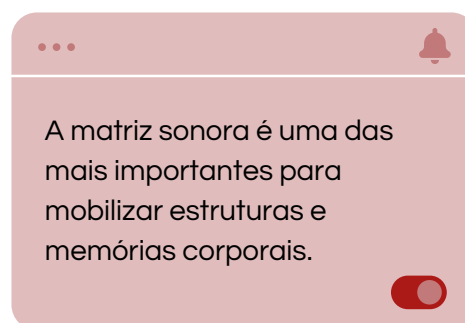 A matriz sonora é uma das
mais importantes para
mobilizar estruturas e
memórias corporais.